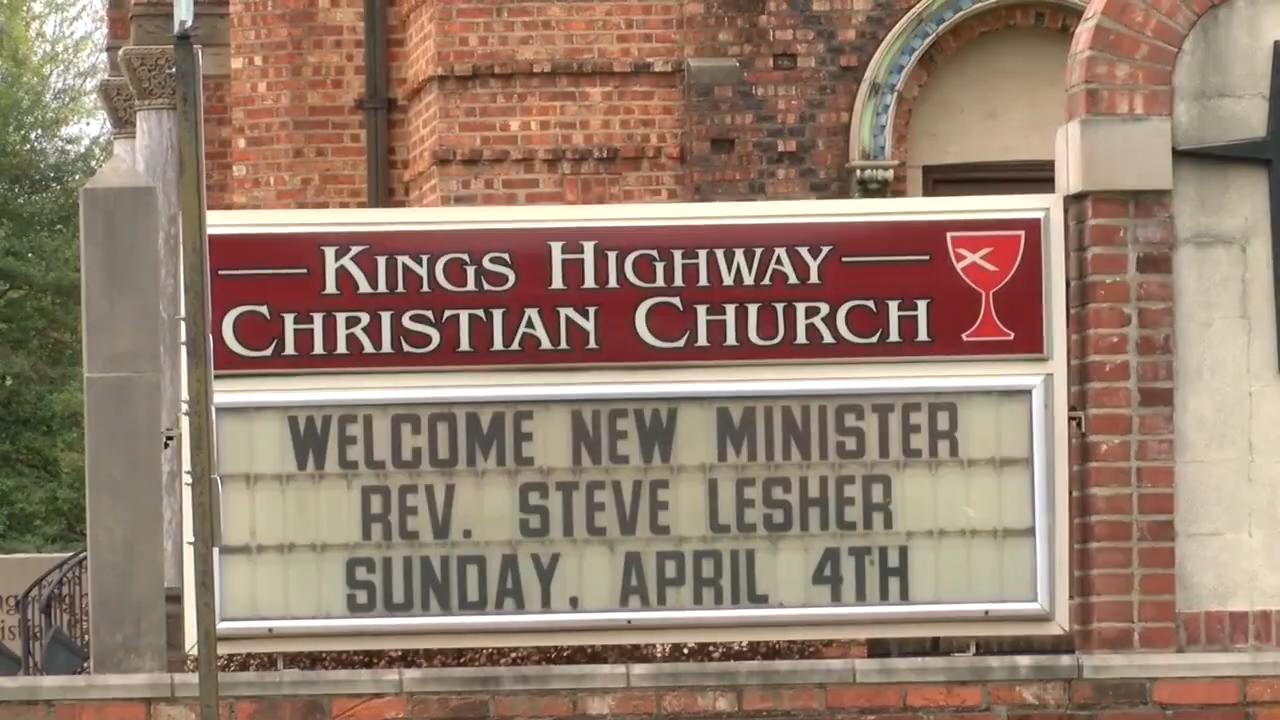 KINGS HIGHWAY
CHRISTIAN CHURCH
WELCOME NEW MINISTER
REV. STEVE LESHER
SUNDAY, APRIL 4TH